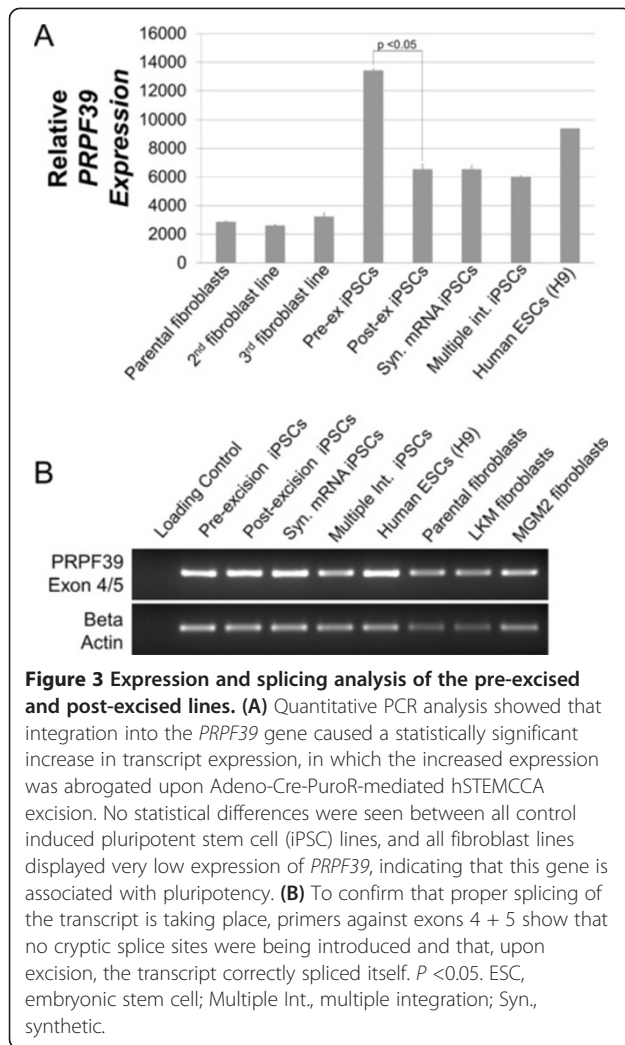 A
Relative
PRPF39
Expression
16000
14000
12000
10000
8000
6000
4000
2000
0
p <0.05
Parental fibroblasts
2nd fibroblast line
3rd fibroblast line
Pre-ex iPSCs
Post-ex iPSCs
Syn. mRNA iPSCs
Multiple int. iPSCs
Human ESCs (H9)
B
Loading Control
Pre-excision iPSCs
Post-excision iPSCs
Syn. mRNA iPSCs
Multiple Int. iPSCs
Human ESCs (H9)
Parental fibroblasts
LKM fibroblasts
MGM2 fibroblasts
PRPF39
Exon 4/5
Beta
Actin
Figure 3 Expression and splicing analysis of the pre-excised
and post-excised lines. (A) Quantitative PCR analysis showed that
integration into the PRPF39 gene caused a statistically significant
increase in transcript expression, in which the increased expression
was abrogated upon Adeno-Cre-PuroR-mediated hSTEMCCA
excision. No statistical differences were seen between all control
induced pluripotent stem cell (iPSC) lines, and all fibroblast lines
displayed very low expression of PRPF39, indicating that this gene is
associated with pluripotency. (B) To confirm that proper splicing of
the transcript is taking place, primers against exons 4 + 5 show that
no cryptic splice sites were being introduced and that, upon
excision, the transcript correctly spliced itself. P <0.05. ESC,
embryonic stem cell; Multiple Int., multiple integration; Syn.,
synthetic.